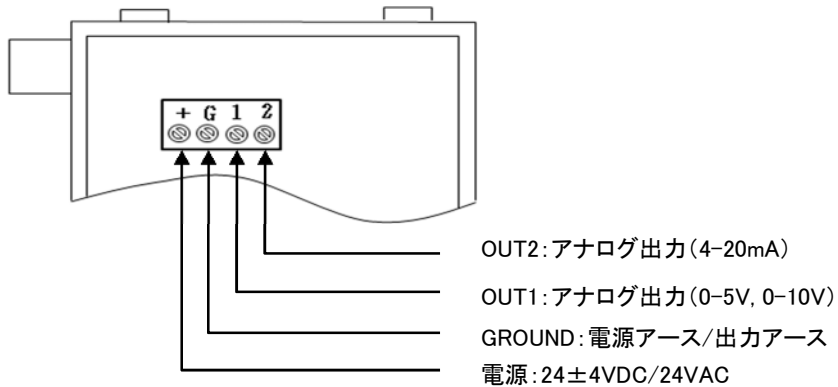 + G 1 2
OUT2:アナログ出力(4-20mA)
OUT1:アナログ出力(0-5V, 0-10V)
GROUND:電源アース/出力アース
電源:24±4VDC/24VAC